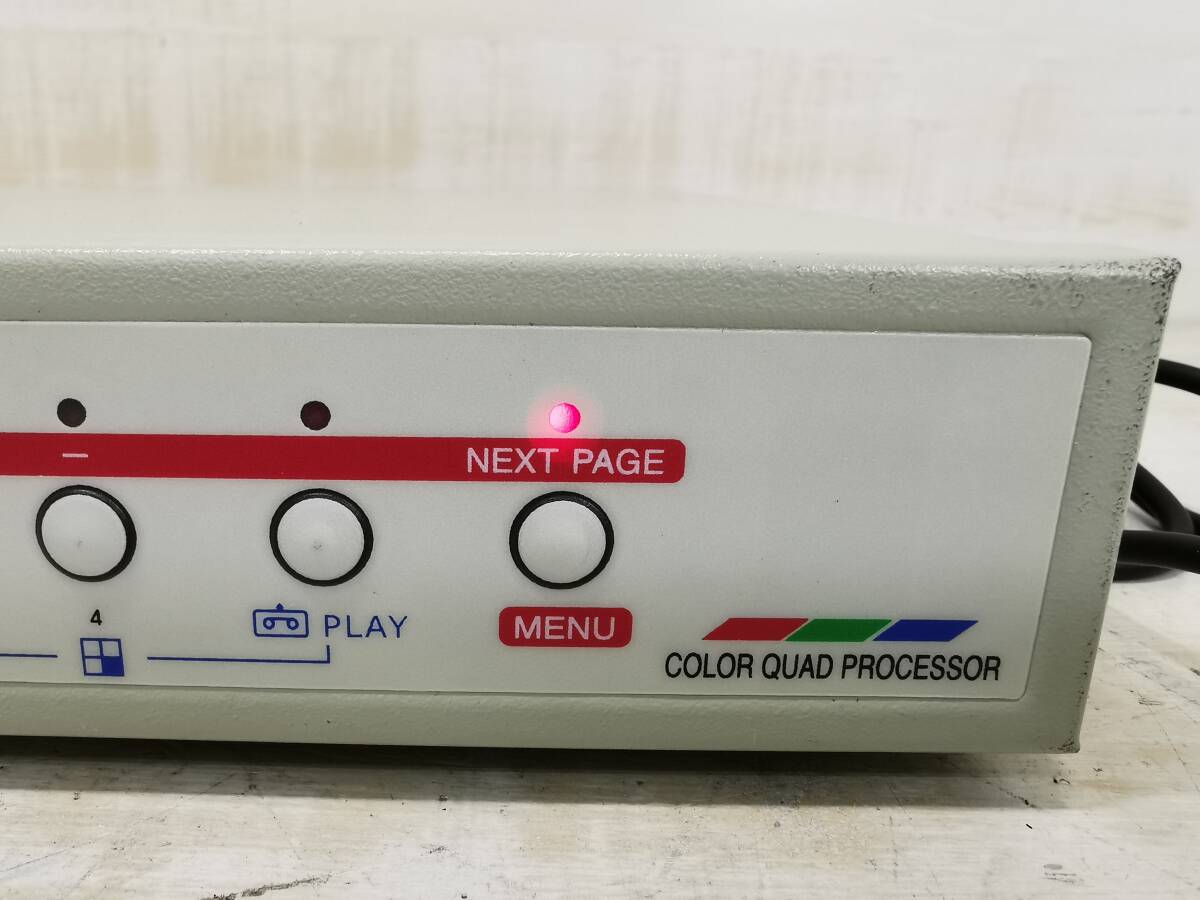 — NEXT PAGE
4
PLAY
MENU
COLOR QUAD PROCESSOR